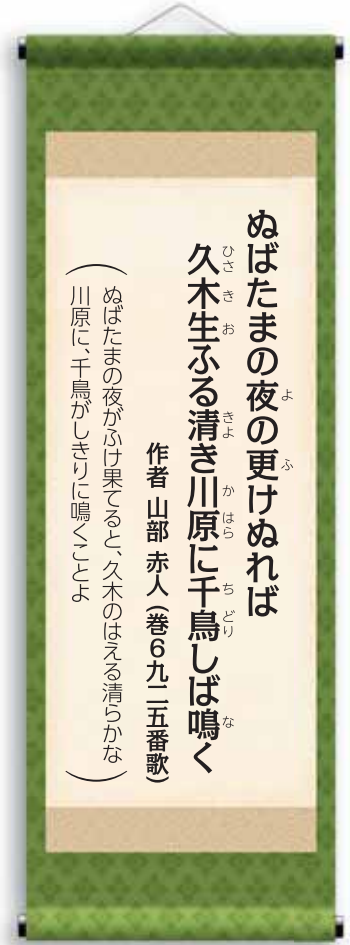 ぬばたまの夜の更けぬれば
久木生ふる清き川原に千鳥しば鳴く
作者 山部 赤人 (巻6九二五番歌)
(ぬばたまの夜がふけ果てると、久木のはえる清らかな
川原に、千鳥がしきりに鳴くことよ)